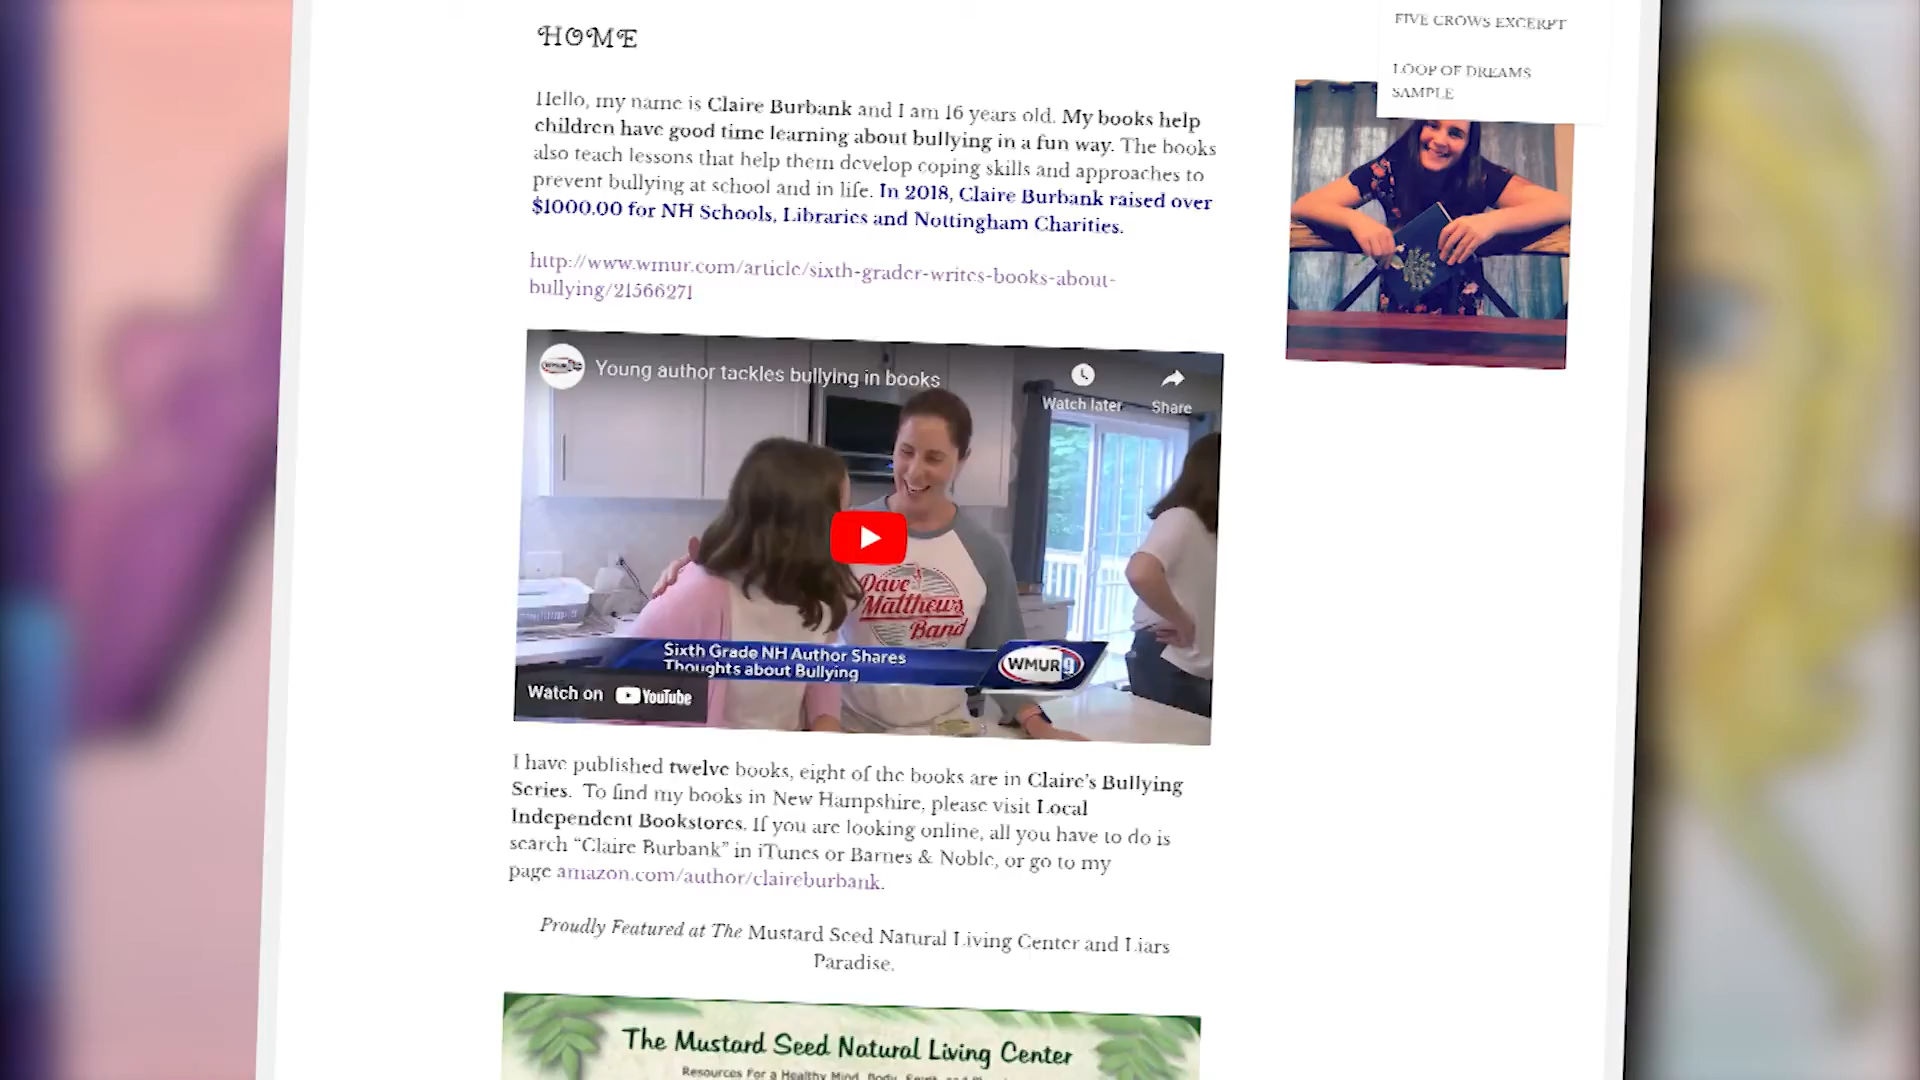 FIVE CROWS EXCERPT
LOOP OF DREAMS
SAMPLE
HOME
Hello, my name is Claire Burbank and I am 16 years old. My books help
children have good time learning about bullying in a fun way. The books
also teach lessons that help them develop coping skills and approaches to
prevent bullying at school and in life. In 2018, Claire Burbank raised over
$1000.00 for NH Schools, Libraries and Nottingham Charities.
http://www.wmur.com/article/sixth-grader-writes-books-about-
bullying/21566271
Young author tackles bullying in books
Watch later
Share
Dave
Matthews
Band
Sixth Grade NH Author Shares
Thoughts about Bullying
WMUR 9
Watch on YouTube
I have published twelve books, eight of the books are in Claire's Bullying
Series. To find my books in New Hampshire, please visit Local
Independent Bookstores. If you are looking online, all you have to do is
search “Claire Burbank” in iTunes or Barnes & Noble, or go to my
page amazon.com/author/claireburbank.
Proudly Featured at The Mustard Seed Natural Living Center and Liars
Paradise.
The Mustard Seed Natural Living Center
Resources For a Healthy Mind, Body, Spirit, and